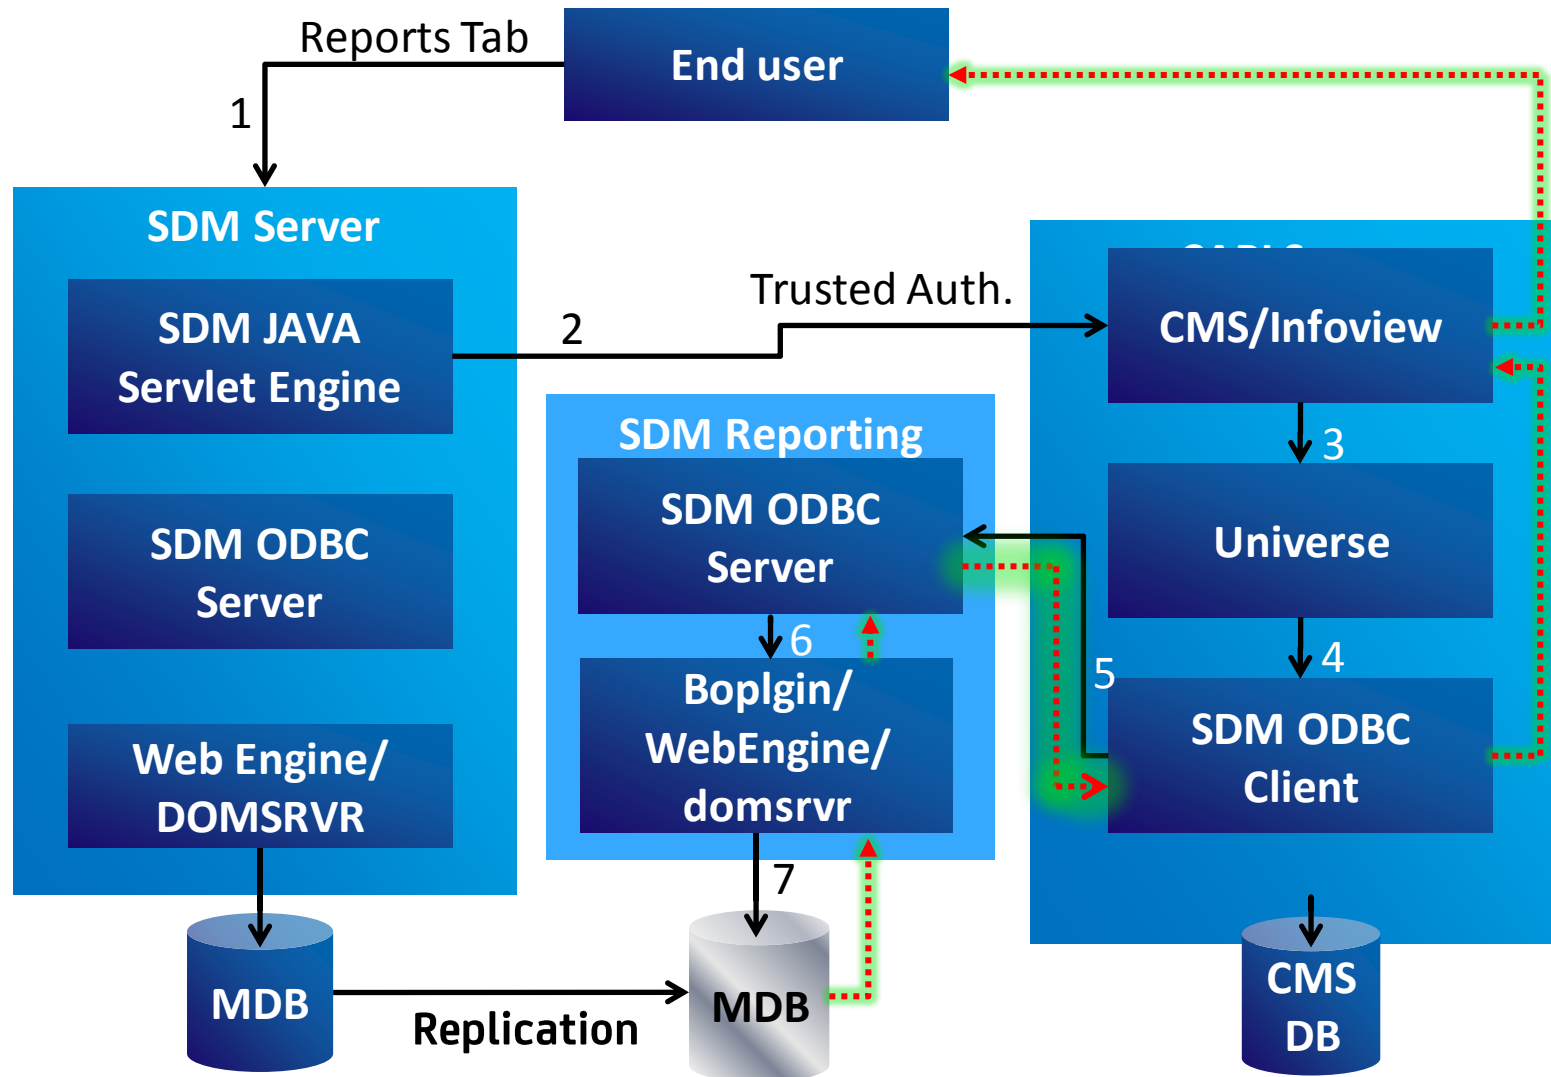 Reports Tab
End user
1
SDM Server
SDM JAVA
Servlet Engine
2
Trusted Auth.
CMS/Infoview
3
SDM Reporting
SDM ODBC
Server
SDM ODBC
Server
Universe
6
4
5
Boplgin/
WebEngine/
domsrvr
SDM ODBC
Client
Web Engine/
DOMSRVR
7
MDB
Replication
MDB
CMS
DB